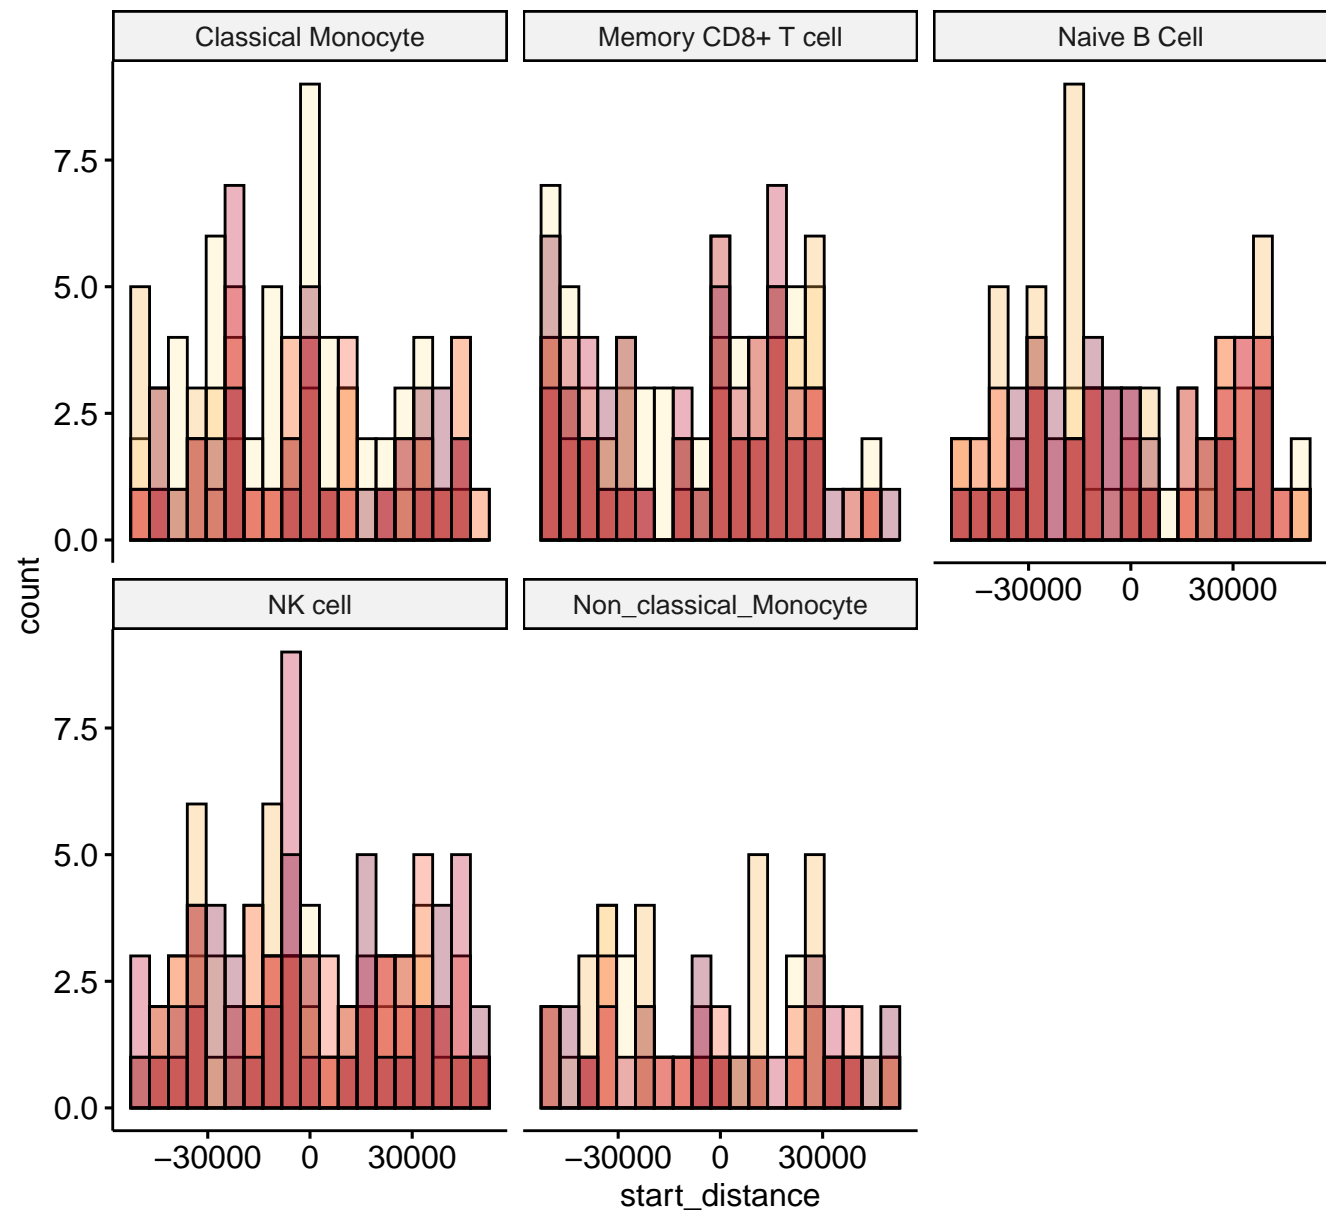 Classical Monocyte
Memory CD8+ T cell
Naive B Cell
7.5
5.0
2.5
0.0
−30000 0 30000
count
NK cell
Non_classical_Monocyte
7.5
5.0
2.5
0.0
−30000 0 30000
−30000 0 30000
start_distance